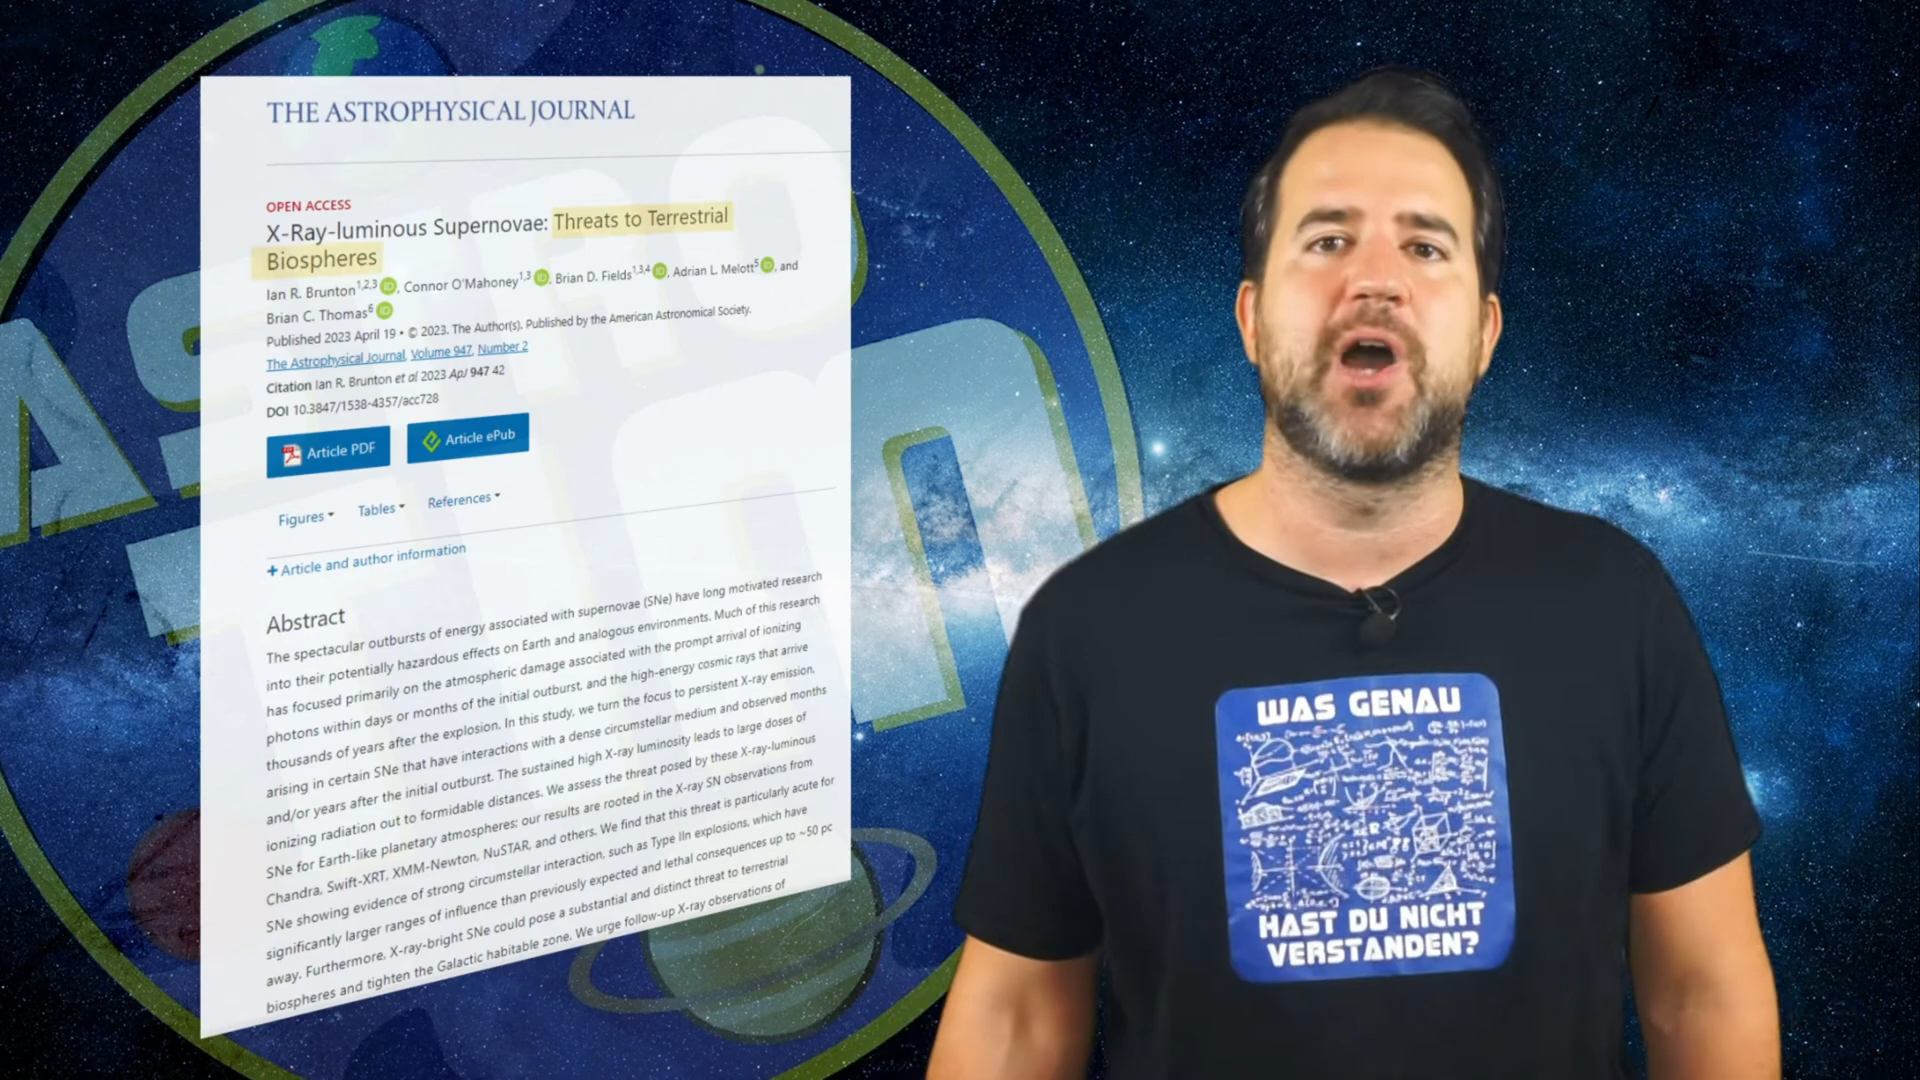 THE ASTROPHYSICAL JOURNAL
OPEN ACCESS
X-Ray-luminous Supernovae: Threats to Terrestrial
Biospheres
Ian R. Brunton1,2,3 iD, Connor O'Mahoney1,3 iD, Brian D. Fields1,3,4 iD, Adrian L. Melott5 iD, and
Brian C. Thomas6 iD
Published 2023 April 19 • © 2023. The Author(s). Published by the American Astronomical Society.
The Astrophysical Journal, Volume 947, Number 2
Citation Ian R. Brunton et al 2023 ApJ 947 42
DOI 10.3847/1538-4357/acc728
Article PDF
Article ePub
Figures
Tables
References
+ Article and author information
Abstract
The spectacular outbursts of energy associated with supernovae (SNe) have long motivated research
into their potentially hazardous effects on Earth and analogous environments. Much of this research
has focused primarily on the atmospheric damage associated with the prompt arrival of ionizing
photons within days or months of the initial outburst, and the high-energy cosmic rays that arrive
thousands of years after the explosion. In this study, we turn the focus to persistent X-ray emission,
arising in certain SNe that have interactions with a dense circumstellar medium and observed months
and/or years after the initial outburst. The sustained high X-ray luminosity leads to large doses of
ionizing radiation out to formidable distances. We assess the threat posed by these X-ray-luminous
SNe for Earth-like planetary atmospheres; our results are rooted in the X-ray SN observations from
Chandra, Swift-XRT, XMM-Newton, NuSTAR, and others. We find that this threat is particularly acute for
SNe showing evidence of strong circumstellar interaction, such as Type IIn explosions, which have
significantly larger ranges of influence than previously expected and lethal consequences up to ~50 pc
away. Furthermore, X-ray-bright SNe could pose a substantial and distinct threat to terrestrial
biospheres and tighten the Galactic habitable zone. We urge follow-up X-ray observations of
ASTRO
TIM
WAS GENAU
HAST DU NICHT
VERSTANDEN?